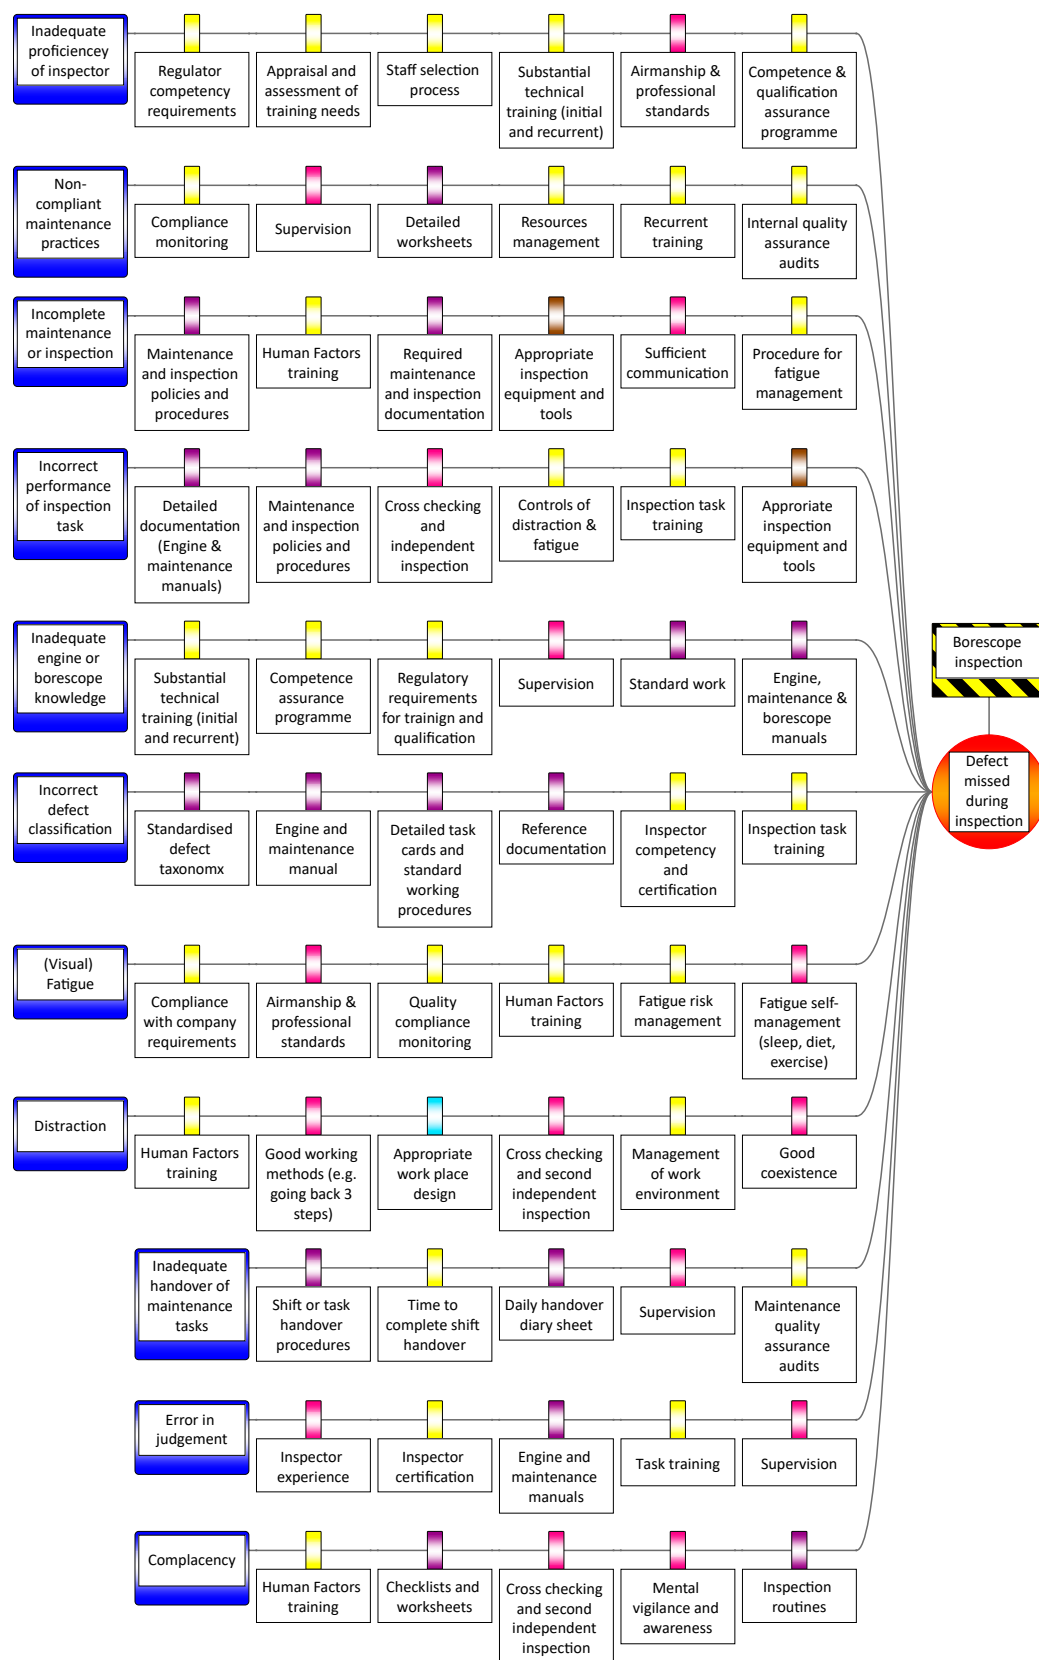 Inadequate
proficiencey
of inspector
Regulator
competency
requirements
Appraisal and
assessment of
training needs
Staff selection
process
Substantial
technical
training (initial
and recurrent)
Airmanship &
professional
standards
Competence &
qualification
assurance
programme
Non-
compliant
maintenance
practices
Compliance
monitoring
Supervision
Detailed
worksheets
Resources
management
Recurrent
training
Internal quality
assurance
audits
Incomplete
maintenance
or inspection
Maintenance
and inspection
policies and
procedures
Human Factors
training
Required
maintenance
and inspection
documentation
Appropriate
inspection
equipment and
tools
Sufficient
communication
Procedure for
fatigue
management
Incorrect
performance
of inspection
task
Detailed
documentation
(Engine &
maintenance
manuals)
Maintenance
and inspection
policies and
procedures
Cross checking
and
independent
inspection
Controls of
distraction &
fatigue
Inspection task
training
Approriate
inspection
equipment and
tools
Inadequate
engine or
borescope
knowledge
Substantial
technical
training (initial
and recurrent)
Competence
assurance
programme
Regulatory
requirements
for trainign and
qualification
Supervision
Standard work
Engine,
maintenance &
borescope
manuals
Borescope
inspection
Defect
missed
during
inspection
Incorrect
defect
classification
Standardised
defect
taxonomx
Engine and
maintenance
manual
Detailed task
cards and
standard
working
procedures
Reference
documentation
Inspector
competency
and
certification
Inspection task
training
(Visual)
Fatigue
Compliance
with company
requirements
Airmanship &
professional
standards
Quality
compliance
monitoring
Human Factors
training
Fatigue risk
management
Fatigue self-
management
(sleep, diet,
exercise)
Distraction
Human Factors
training
Good working
methods (e.g.
going back 3
steps)
Appropriate
work place
design
Cross checking
and second
independent
inspection
Management
of work
environment
Good
coexistence
Inadequate
handover of
maintenance
tasks
Shift or task
handover
procedures
Time to
complete shift
handover
Daily handover
diary sheet
Supervision
Maintenance
quality
assurance
audits
Error in
judgement
Inspector
experience
Inspector
certification
Engine and
maintenance
manuals
Task training
Supervision
Complacency
Human Factors
training
Checklists and
worksheets
Cross checking
and second
independent
inspection
Mental
vigilance and
awareness
Inspection
routines